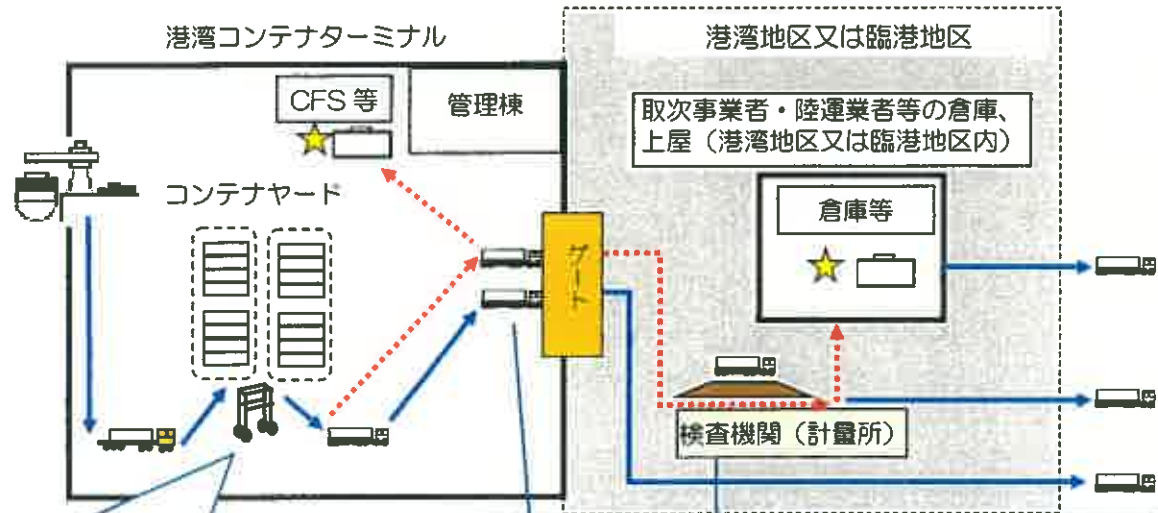 港湾コンテナターミナル
港湾地区又は臨港地区
CFS 等
管理棟
取次事業者・陸運業者等の倉庫、
上屋（港湾地区又は臨港地区内）
コンテナヤード
倉庫等
ゲート
検査機関（計量所）